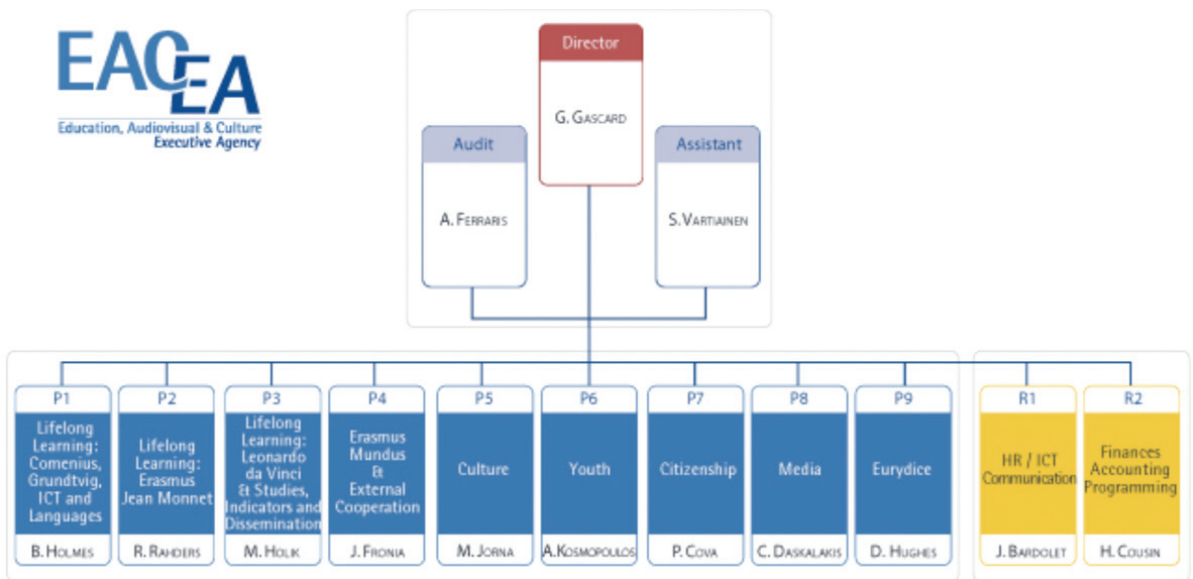 EACEA
Education, Audiovisual & Culture
Executive Agency
Director
G. GASCARD
Audit
A. FERRARIS
Assistant
S. VARTIAINEN
P1
Lifelong
Learning:
Comenius,
Grundtvig,
ICT and
Languages
B. HOLMES
P2
Lifelong
Learning:
Erasmus
Jean Monnet
R. RAHDERS
P3
Lifelong
Learning:
Leonardo
da Vinci
& Studies,
Indicators and
Dissemination
M. HOLIK
P4
Erasmus
Mundus
&
External
Cooperation
J. FRONIA
P5
Culture
M. JORNA
P6
Youth
A. KOSMOPOULOS
P7
Citizenship
P. COVA
P8
Media
C. DASKALAKIS
P9
Eurydice
D. HUGHES
R1
HR / ICT
Communication
J. BARDOLET
R2
Finances
Accounting
Programming
H. COUSIN